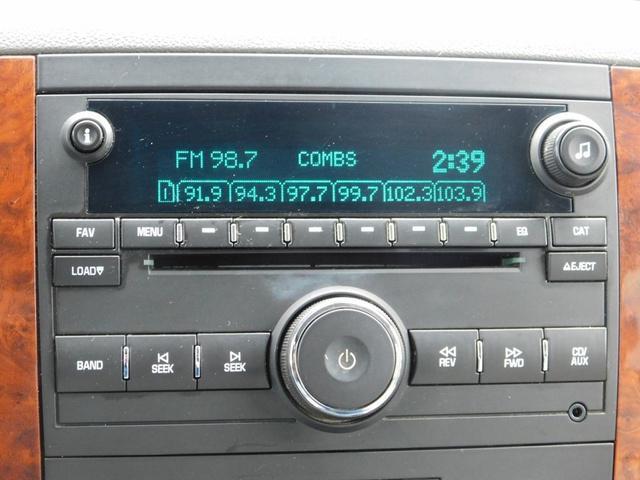 FM 98.7 COMBS 2:39
1 91.9 94.3 97.7 99.7 102.3 103.9
FAV MENU EQ CAT
LOAD EJECT
BAND SEEK SEEK REV FWD CD/
AUX